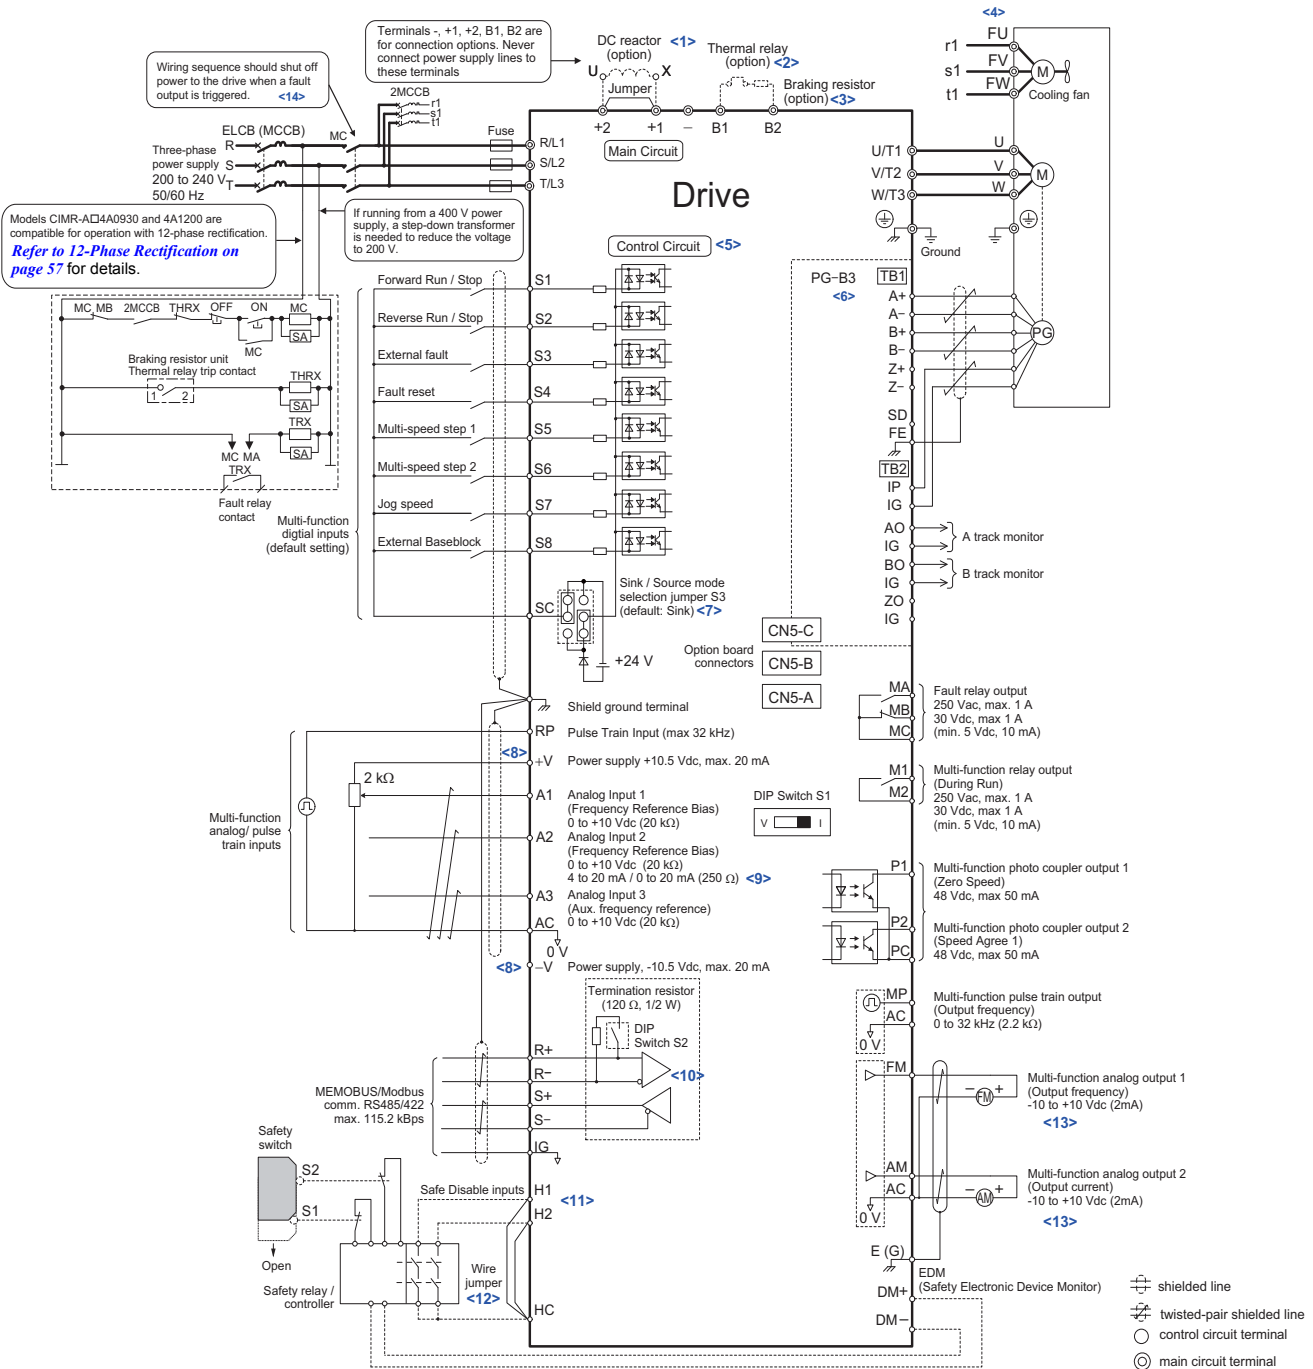 Terminals -, +1, +2, B1, B2 are
for connection options. Never
connect power supply lines to
these terminals
DC reactor
(option)
<1>
U
X
Jumper
Thermal relay
(option) <2>
Braking resistor
(option) <3>
+2
+1
–
B1
B2
Main Circuit
<4>
r1
FU
s1
FV
t1
FW
M
Cooling fan
Wiring sequence should shut off
power to the drive when a fault
output is triggered.
<14>
2MCCB
r1
s1
t1
ELCB (MCCB)
MC
Fuse
Three-phase
power supply
200 to 240 V
50/60 Hz
R
S
T
R/L1
S/L2
T/L3
Drive
U/T1
V/T2
W/T3
U
V
W
M
Ground
Models CIMR-A□4A0930 and 4A1200 are
compatible for operation with 12-phase rectification.
Refer to 12-Phase Rectification on
page 57 for details.
If running from a 400 V power
supply, a step-down transformer
is needed to reduce the voltage
to 200 V.
Control Circuit
<5>
MC MB
2MCCB
THRX
OFF
ON
MC
SA
MC
Braking resistor unit
Thermal relay trip contact
1
2
THRX
SA
TRX
SA
MC MA
TRX
Fault relay
contact
Multi-function
digtial inputs
(default setting)
Forward Run / Stop
S1
Reverse Run / Stop
S2
External fault
S3
Fault reset
S4
Multi-speed step 1
S5
Multi-speed step 2
S6
Jog speed
S7
External Baseblock
S8
SC
Sink / Source mode
selection jumper S3
(default: Sink) <7>
+24 V
PG-B3
<6>
TB1
A+
A−
B+
B−
Z+
Z−
PG
SD
FE
TB2
IP
IG
AO
IG
A track monitor
BO
IG
B track monitor
ZO
IG
Option board
connectors
CN5-C
CN5-B
CN5-A
Shield ground terminal
Multi-function
analog/ pulse
train inputs
RP
Pulse Train Input (max 32 kHz)
<8>
+V
Power supply +10.5 Vdc, max. 20 mA
2 kΩ
A1
Analog Input 1
(Frequency Reference Bias)
0 to +10 Vdc (20 kΩ)
A2
Analog Input 2
(Frequency Reference Bias)
0 to +10 Vdc (20 kΩ)
4 to 20 mA / 0 to 20 mA (250 Ω) <9>
A3
Analog Input 3
(Aux. frequency reference)
0 to +10 Vdc (20 kΩ)
AC
0 V
<8>
−V
Power supply, -10.5 Vdc, max. 20 mA
DIP Switch S1
V
I
MA
MB
MC
Fault relay output
250 Vac, max. 1 A
30 Vdc, max 1 A
(min. 5 Vdc, 10 mA)
M1
M2
Multi-function relay output
(During Run)
250 Vac, max. 1 A
30 Vdc, max 1 A
(min. 5 Vdc, 10 mA)
P1
Multi-function photo coupler output 1
(Zero Speed)
48 Vdc, max 50 mA
P2
PC
Multi-function photo coupler output 2
(Speed Agree 1)
48 Vdc, max 50 mA
MP
AC
0 V
Multi-function pulse train output
(Output frequency)
0 to 32 kHz (2.2 kΩ)
FM
− FM +
Multi-function analog output 1
(Output frequency)
-10 to +10 Vdc (2mA)
<13>
AM
AC
0 V
− AM +
Multi-function analog output 2
(Output current)
-10 to +10 Vdc (2mA)
<13>
E (G)
Termination resistor
(120 Ω, 1/2 W)
DIP
Switch S2
<10>
MEMOBUS/Modbus
comm. RS485/422
max. 115.2 kBps
R+
R−
S+
S−
IG
Safety
switch
S2
S1
Open
Safety relay /
controller
Safe Disable inputs
H1
<11>
H2
Wire
jumper
<12>
HC
EDM
(Safety Electronic Device Monitor)
DM+
DM−
shielded line
twisted-pair shielded line
control circuit terminal
main circuit terminal